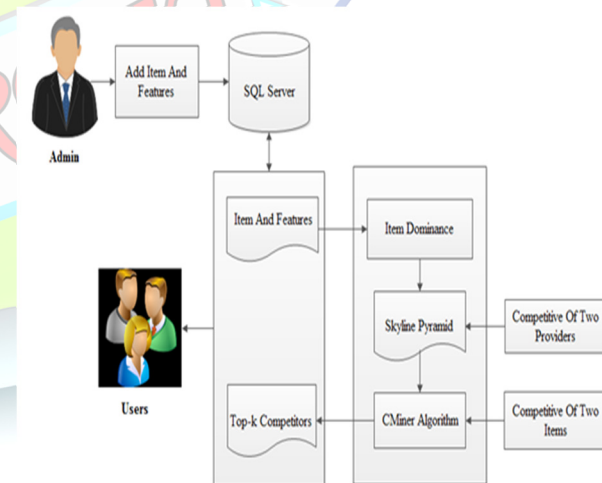 Add Item And
Features
SQL Server
Admin
Item And Features
Item Dominance
Skyline Pyramid
Competitive Of Two
Providers
Users
Top-k Competitors
CMiner Algorithm
Competitive Of Two
Items